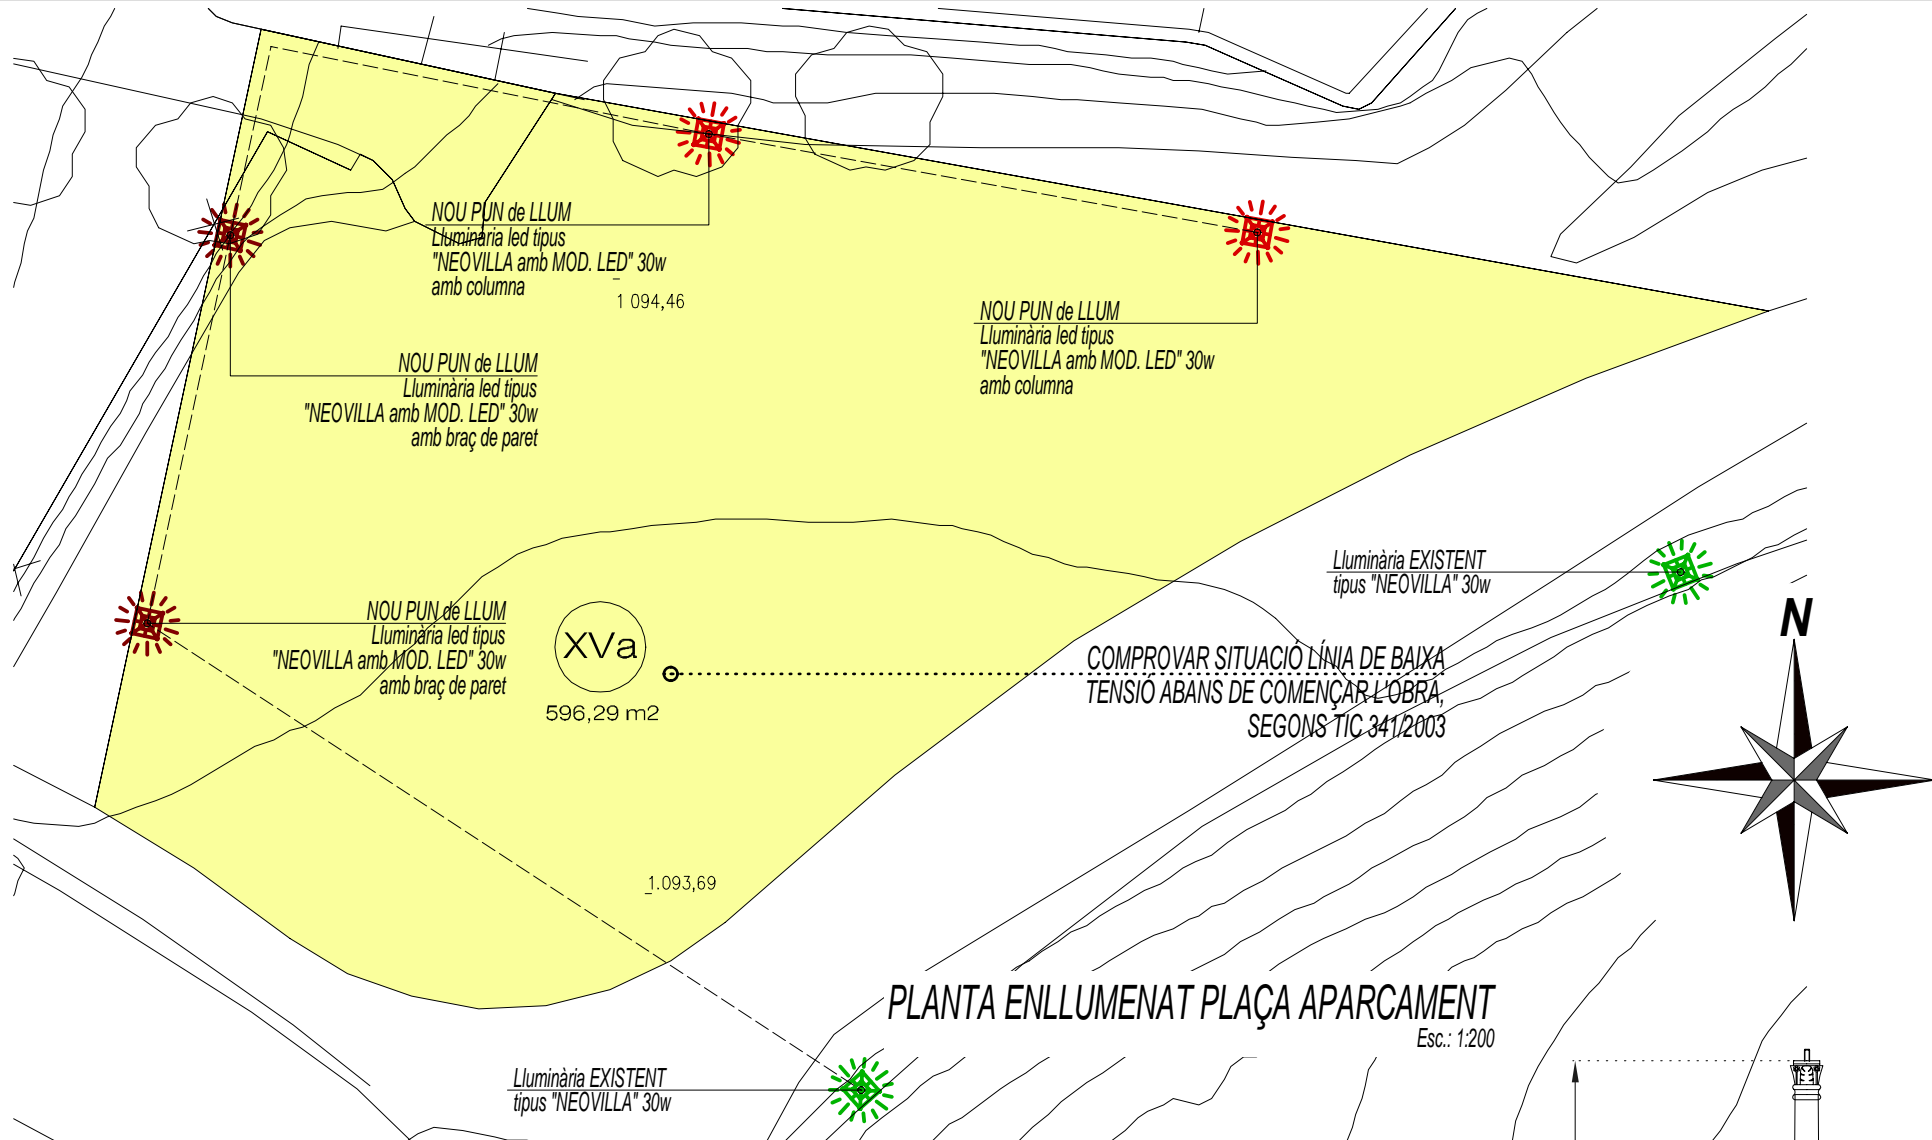 NOU PUN de LLUM
Lluminària led tipus
"NEOVILLA amb MOD. LED" 30w
amb columna
1 094,46
NOU PUN de LLUM
Lluminària led tipus
"NEOVILLA amb MOD. LED" 30w
amb columna
NOU PUN de LLUM
Lluminària led tipus
"NEOVILLA amb MOD. LED" 30w
amb braç de paret
Lluminària EXISTENT
tipus "NEOVILLA" 30w
NOU PUN de LLUM
Lluminària led tipus
"NEOVILLA amb MOD. LED" 30w
amb braç de paret
XVa
596,29 m2
COMPROVAR SITUACIÓ LÍNIA DE BAIXA
TENSIÓ ABANS DE COMENÇAR L'OBRA,
SEGONS TIC 341/2003
N
1.093,69
PLANTA ENLLUMENAT PLAÇA APARCAMENT
Esc.: 1:200
Lluminària EXISTENT
tipus "NEOVILLA" 30w